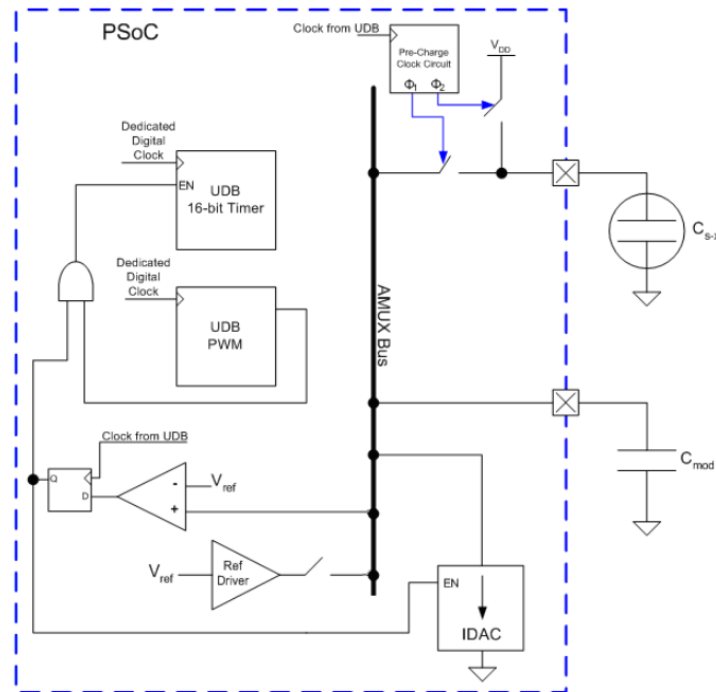 PSoC
Clock from UDB
Pre-Charge
Clock Circuit
Φ1 Φ2
VDD
Dedicated
Digital
Clock
EN
UDB
16-bit Timer
Dedicated
Digital
Clock
UDB
PWM
AMUX Bus
Cs-
Cmod
Clock from UDB
Q
D
-
+
Vref
Vref
Ref
Driver
EN
IDAC